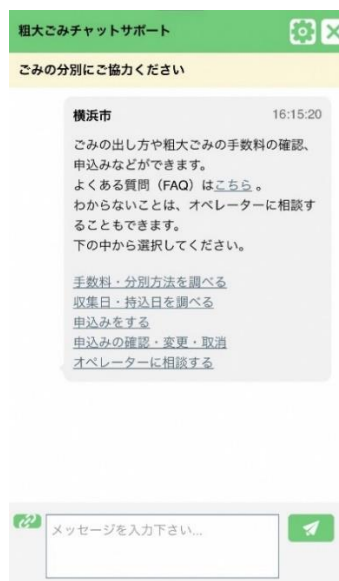 粗大ごみチャットサポート
ごみの分別にご協力ください
横浜市 16:15:20
ごみの出し方や粗大ごみの手数料の確認、
申込みなどができます。
よくある質問（FAQ）はこちら 。
わからないことは、オペレーターに相談す
ることもできます。
下の中から選択してください。
手数料・分別方法を調べる
収集日・持込日を調べる
申込みをする
申込みの確認・変更・取消
オペレーターに相談する
メッセージを入力下さい...